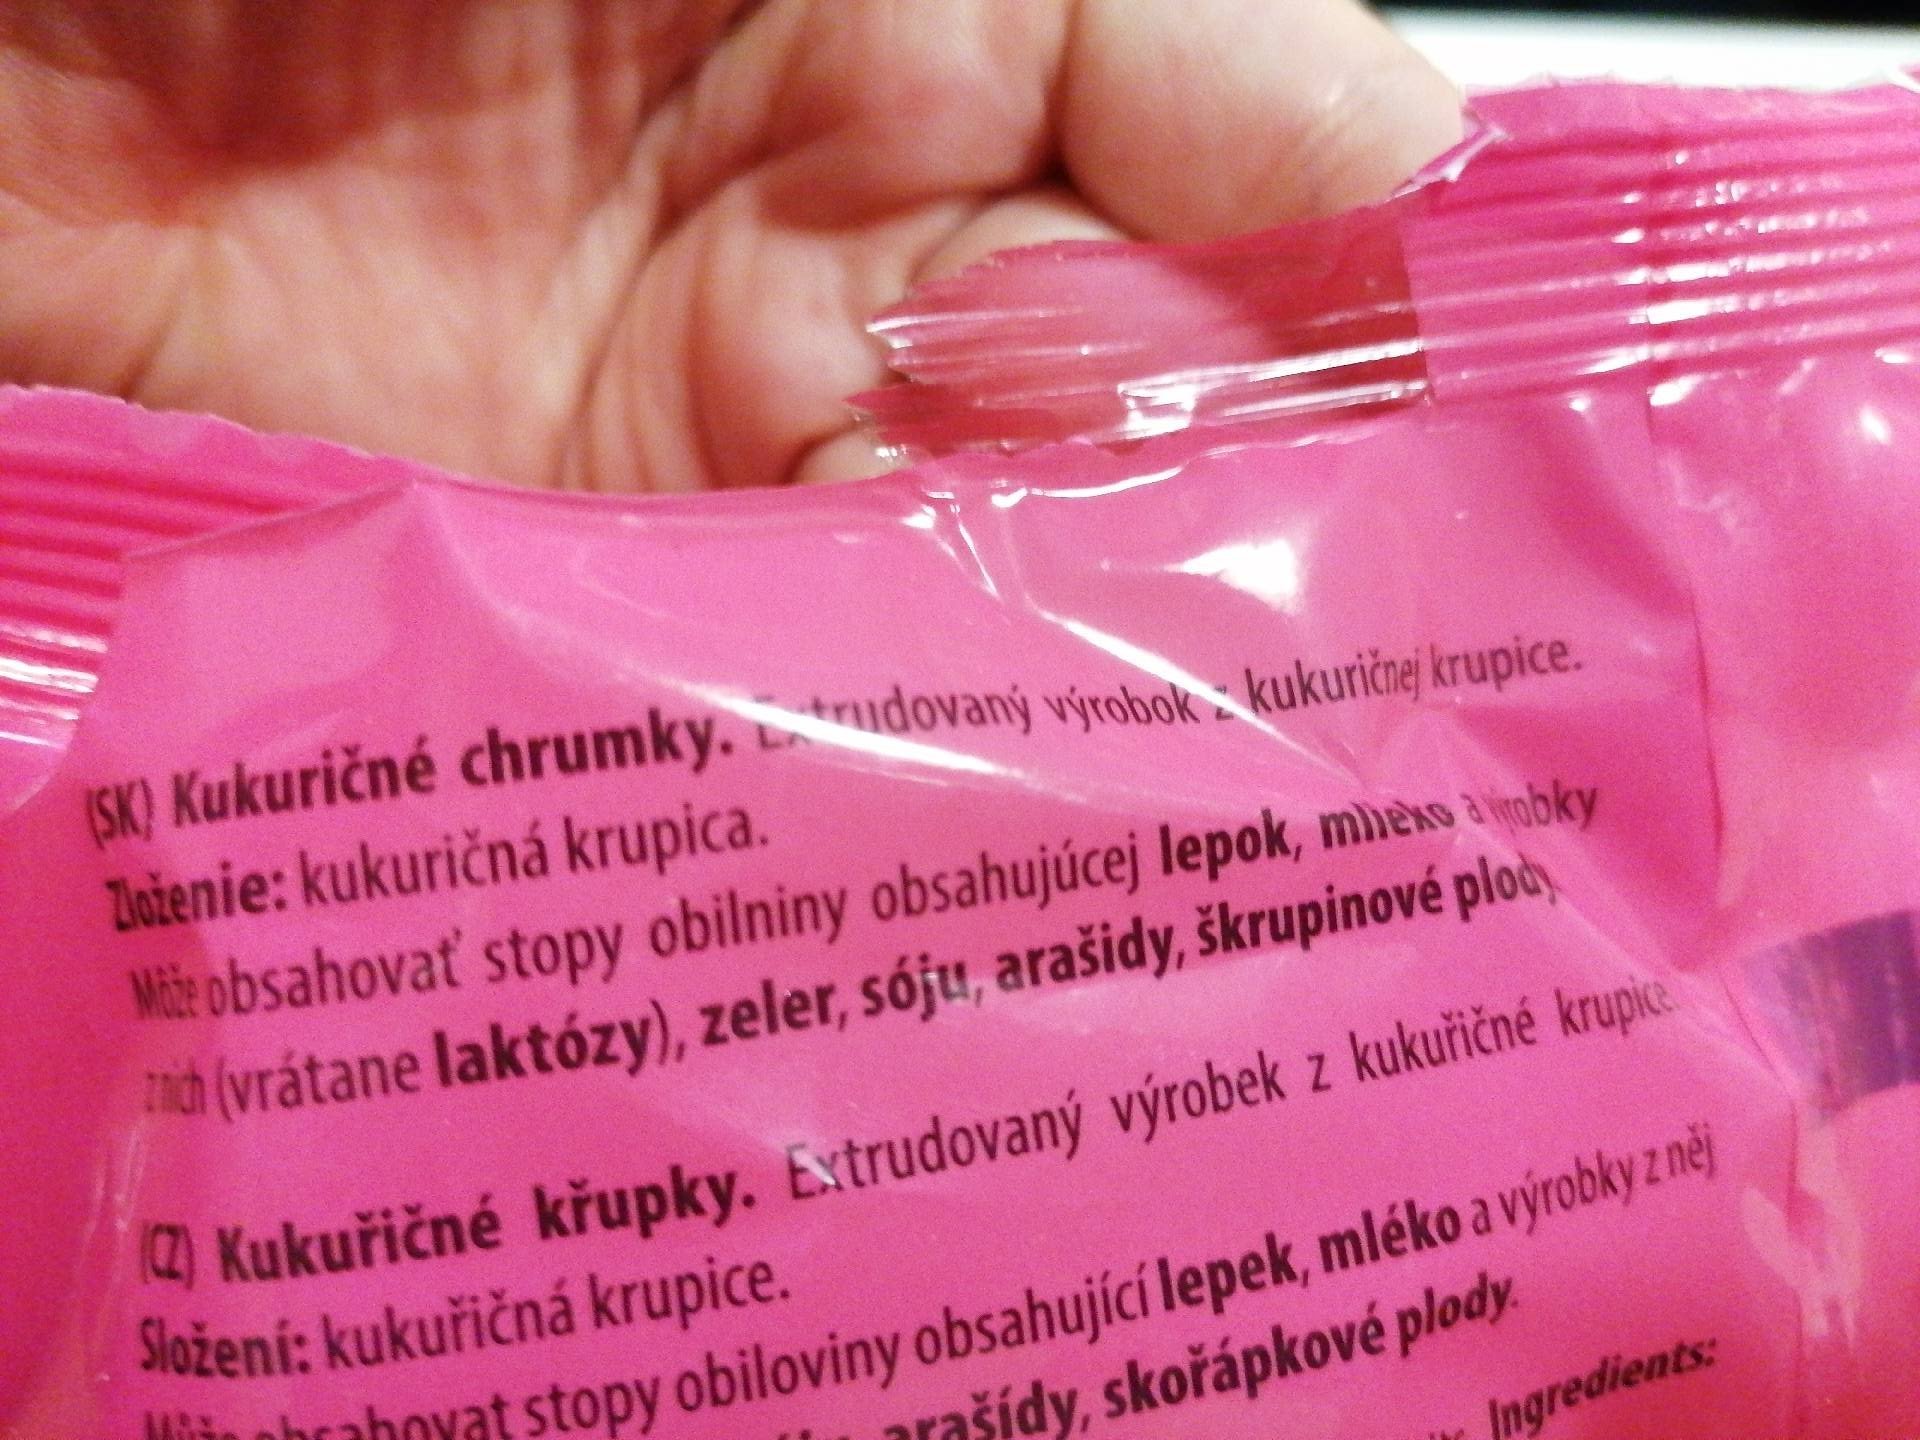 (SK) Kukuričné chrumky. Extrudovaný výrobok z kukuričnej krupice.
Zloženie: kukuričná krupica.
Môže obsahovať stopy obilniny obsahujúcej lepok, mlieko a výrobky
z nich (vrátane laktózy), zeler, sóju, arašidy, škrupinové plody.
(CZ) Kukuřičné křupky. Extrudovaný výrobek z kukuřičné krupice.
Složení: kukuřičná krupice.
Může obsahovat stopy obiloviny obsahující lepek, mléko a výrobky z něj
arašídy, skořápkové plody.
Ingredients: